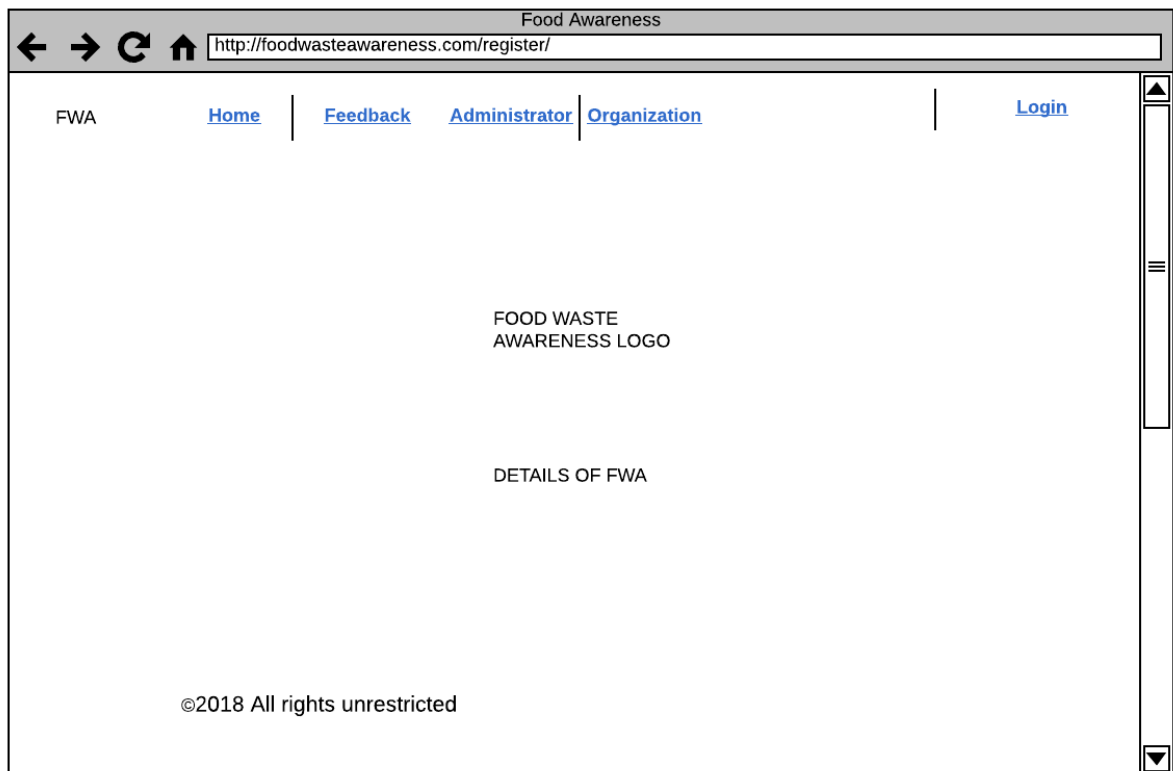 Food Awareness
http://foodwasteawareness.com/register/
FWA Home Feedback Administrator Organization Login
FOOD WASTE
AWARENESS LOGO
DETAILS OF FWA
©2018 All rights unrestricted